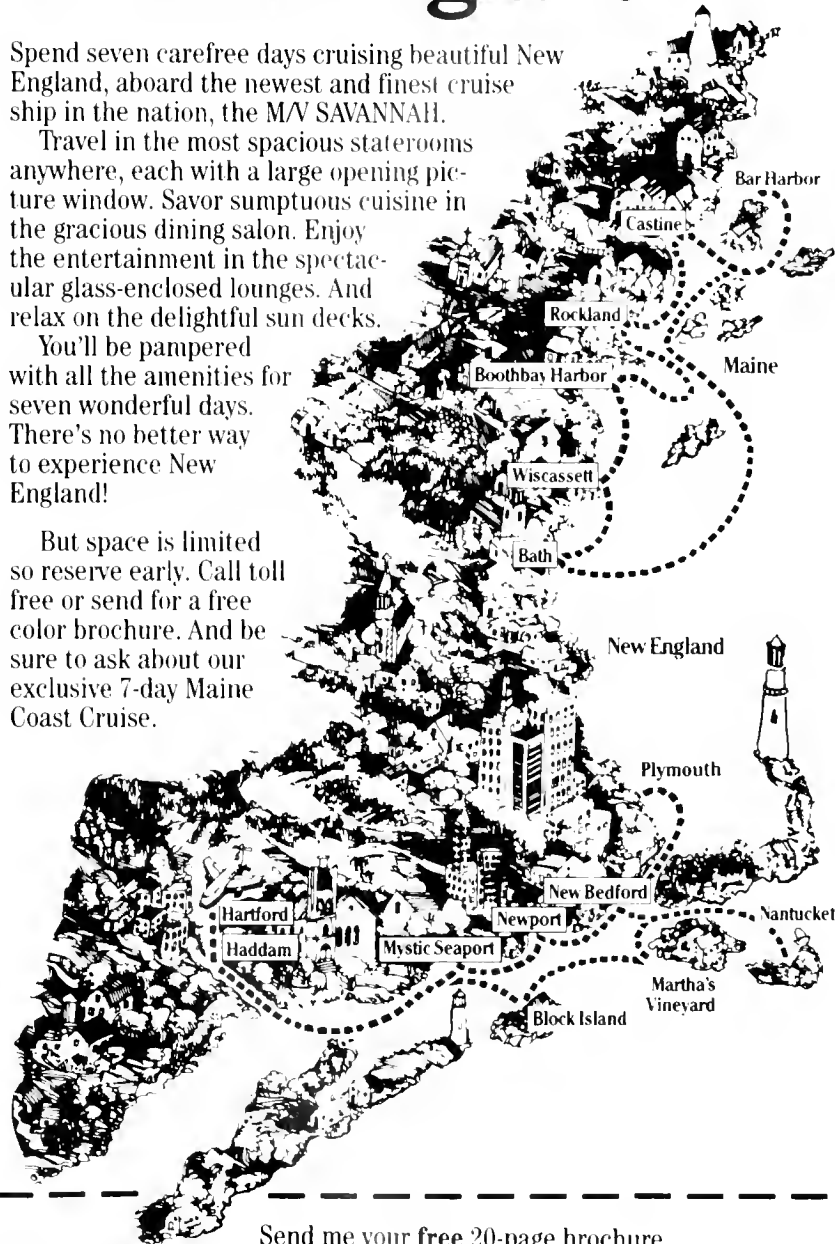 Spend seven carefree days cruising beautiful New
England, aboard the newest and finest cruise
ship in the nation, the M/V SAVANNAH.
Travel in the most spacious staterooms
anywhere, each with a large opening pic-
ture window. Savor sumptuous cuisine in
the gracious dining salon. Enjoy
the entertainment in the spectac-
ular glass-enclosed lounges. And
relax on the delightful sun decks.
You'll be pampered
with all the amenities for
seven wonderful days.
There's no better way
to experience New
England!
But space is limited
so reserve early. Call toll
free or send for a free
color brochure. And be
sure to ask about our
exclusive 7-day Maine
Coast Cruise.
Bar Harbor
Castine
Rockland
Maine
Boothbay Harbor
Wiscassett
Bath
New England
Plymouth
New Bedford
Nantucket
Newport
Hartford
Haddam
Mystic Seaport
Martha's
Vineyard
Block Island
Send me your free 20-page brochure